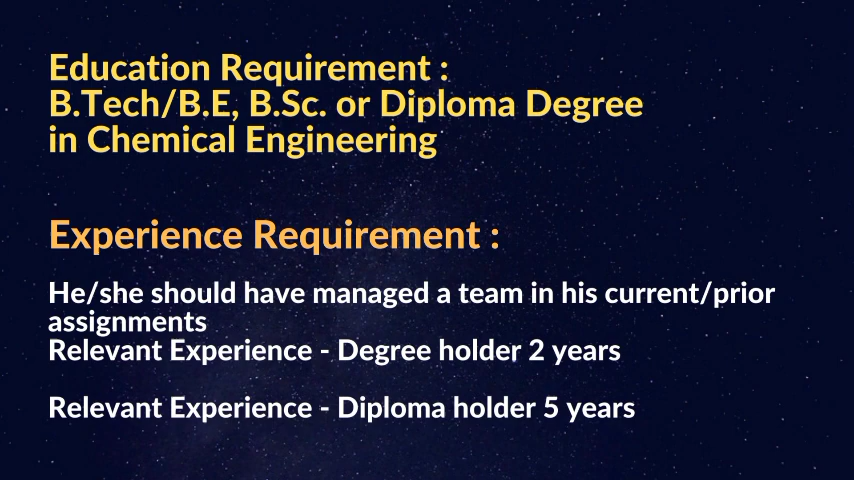 Education Requirement :
B.Tech/B.E, B.Sc. or Diploma Degree
in Chemical Engineering
Experience Requirement :
He/she should have managed a team in his current/prior
assignments
Relevant Experience - Degree holder 2 years
Relevant Experience - Diploma holder 5 years